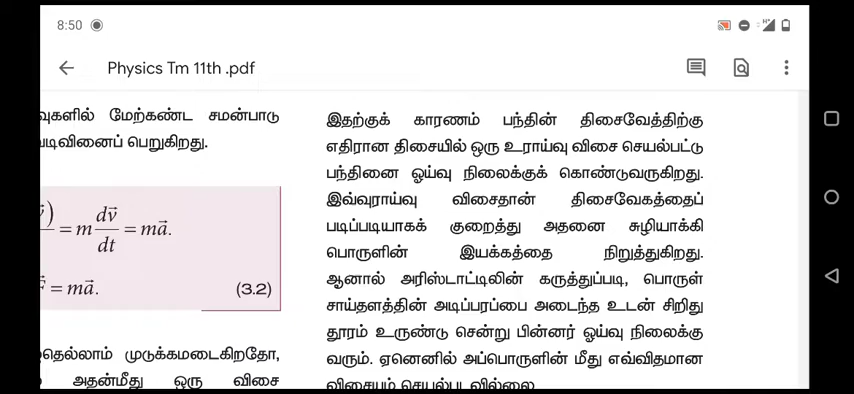 8:50
Physics Tm 11th .pdf
மேற்கண்ட சமன்பாடு
பெறுகிறது.
= m dv⃗/dt = ma⃗.
= ma⃗. (3.2)
முடுக்கமடைகிறதோ,
அதன்மீது ஒரு விசை
இதற்குக் காரணம் பந்தின் திசைவேத்திற்கு
எதிரான திசையில் ஒரு உராய்வு விசை செயல்பட்டு
பந்தினை ஓய்வு நிலைக்குக் கொண்டுவருகிறது.
இவ்வுராய்வு விசைதான் திசைவேகத்தைப்
படிப்படியாகக் குறைத்து அதனை சுழியாக்கி
பொருளின் இயக்கத்தை நிறுத்துகிறது.
ஆனால் அரிஸ்டாட்டிலின் கருத்துப்படி, பொருள்
சாய்தளத்தின் அடிப்பரப்பை அடைந்த உடன் சிறிது
தூரம் உருண்டு சென்று பின்னர் ஓய்வு நிலைக்கு
வரும். ஏனெனில் அப்பொருளின் மீது எவ்விதமான
விசையும் செயல்படவில்லை.